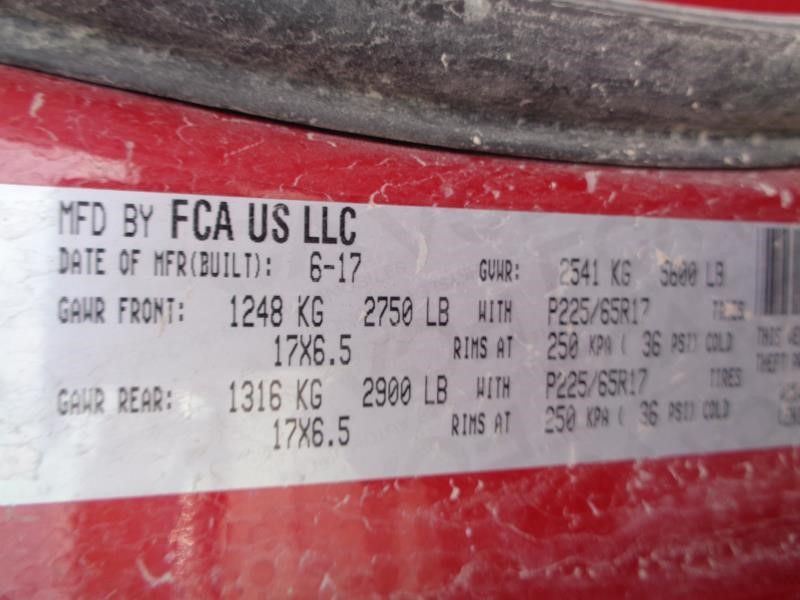 MFD BY FCA US LLC
DATE OF MFR(BUILT): 6-17 GVWR: 2541 KG 5600 LB
GAWR FRONT: 1248 KG 2750 LB WITH P225/65R17 TIRES
17X6.5 RIMS AT 250 KPA ( 36 PSI) COLD
THIS
THEFT
GAWR REAR: 1316 KG 2900 LB WITH P225/65R17 TIRES
17X6.5 RIMS AT 250 KPA ( 36 PSI) COLD